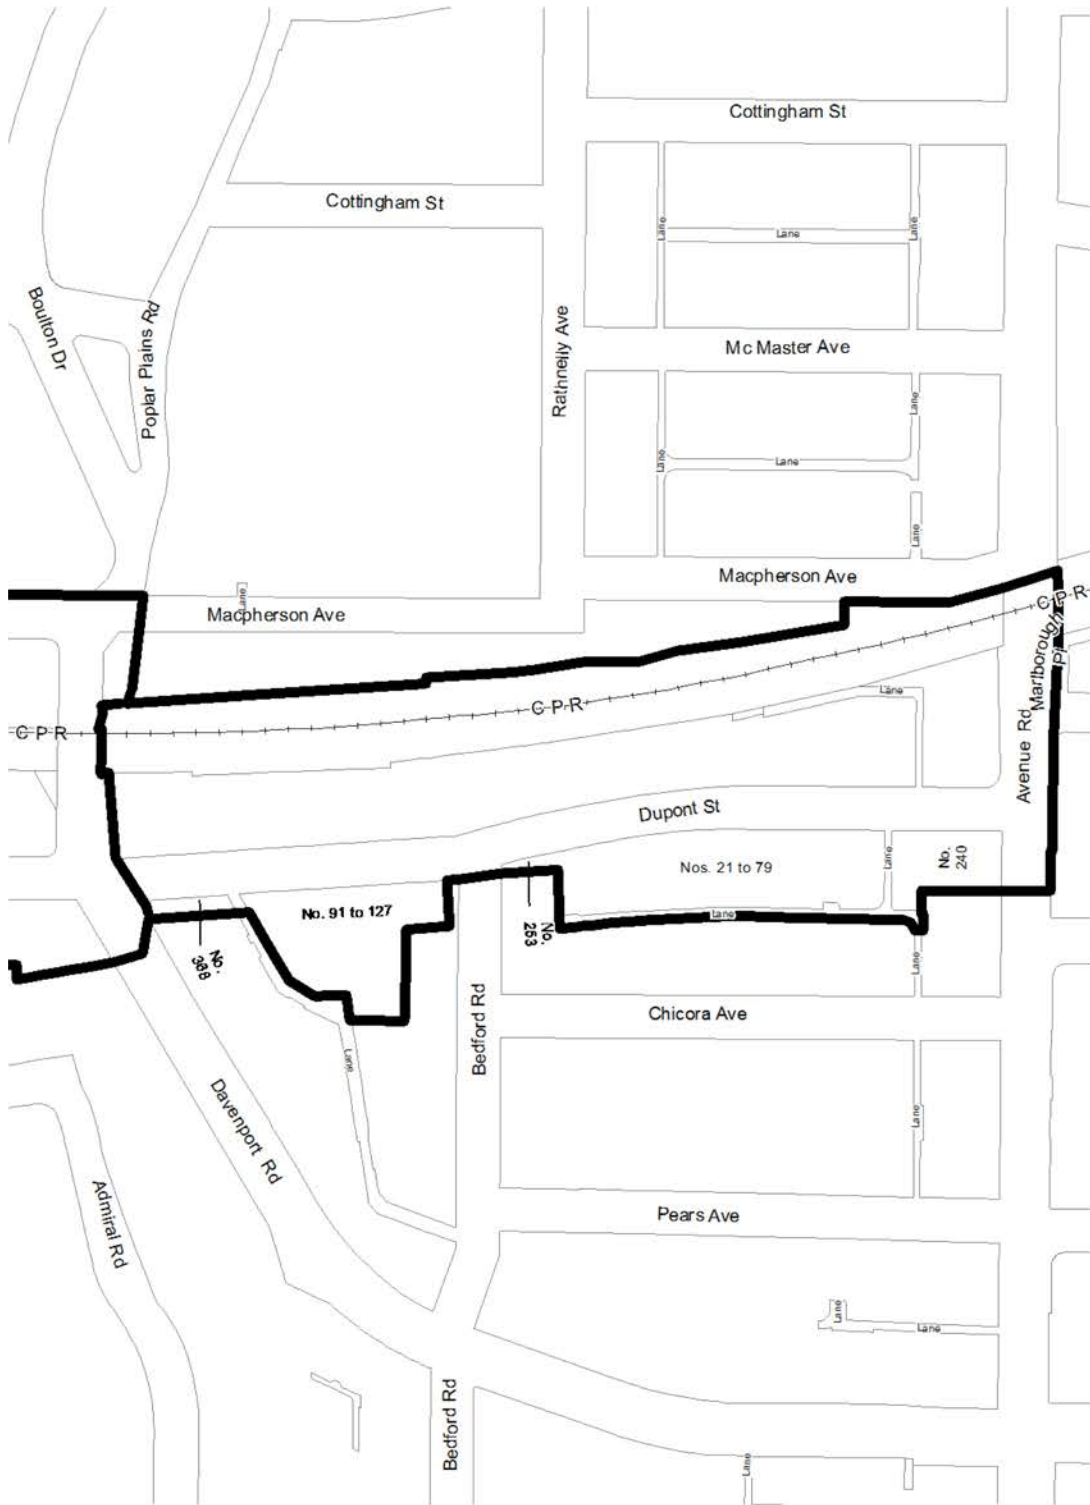 Cottingham St
Cottingham St
Lane
Lane
Lane
Boulton Dr
Poplar Plains Rd
Rathnelly Ave
Mc Master Ave
Lane
Lane
Lane
Lane
Macpherson Ave
Lane
Macpherson Ave
C P R
Marlborough Pl
Lane
C P R
C P R
Avenue Rd
Dupont St
Nos. 21 to 79
Lane
No.
240
No. 91 to 127
No.
253
Lane
No.
Lane
Bedford Rd
Chicora Ave
Lane
Davenport Rd
Lane
Admiral Rd
Pears Ave
Lane
Lane
Bedford Rd
Lane